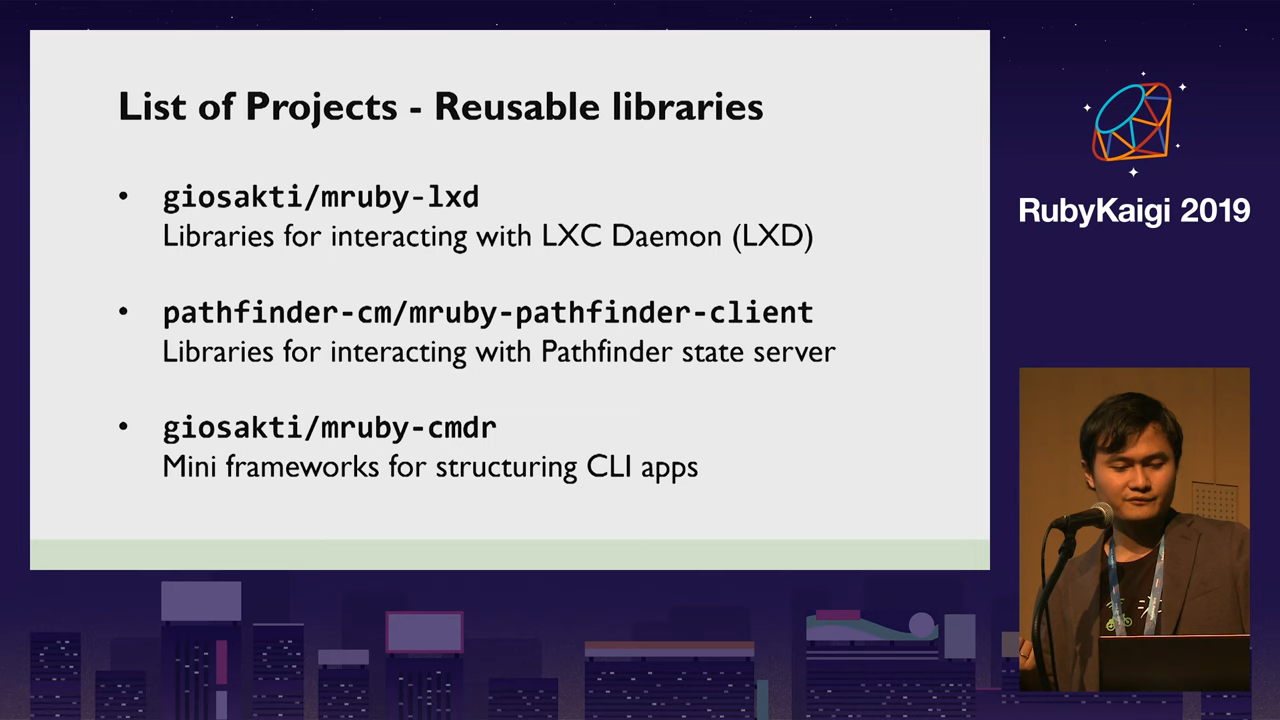 List of Projects - Reusable libraries
• giosakti/mruby-lxd
Libraries for interacting with LXC Daemon (LXD)
• pathfinder-cm/mruby-pathfinder-client
Libraries for interacting with Pathfinder state server
• giosakti/mruby-cmdr
Mini frameworks for structuring CLI apps
RubyKaigi 2019